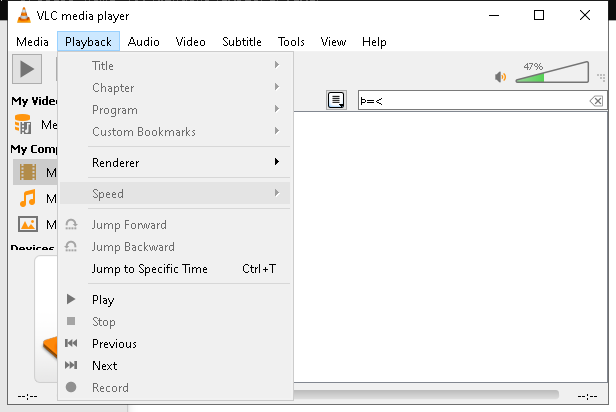 VLC media player
Media Playback Audio Video Subtitle Tools View Help
47%
Title
Chapter
Program
Custom Bookmarks
Renderer
Speed
Jump Forward
Jump Backward
Jump to Specific Time Ctrl+T
Play
Stop
Previous
Next
Record
Þ=<
My Vide
Me
My Comp
M
M
M
Devices
--:-- --:--